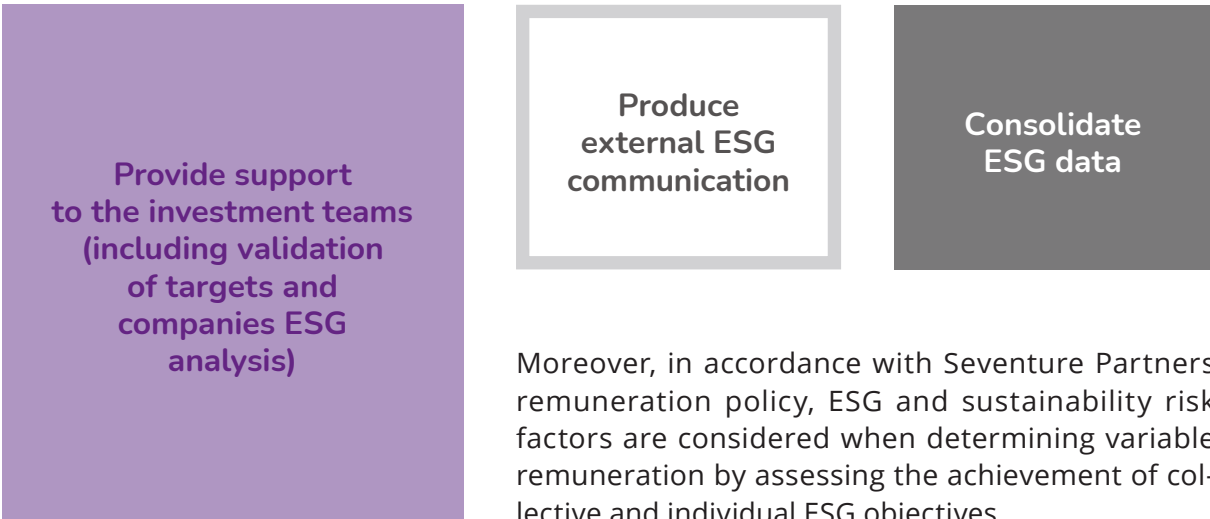 Provide support
to the investment teams
(including validation
of targets and
companies ESG
analysis)
Produce
external ESG
communication
Consolidate
ESG data
Moreover, in accordance with Seventure Partners
remuneration policy, ESG and sustainability risk
factors are considered when determining variable
remuneration by assessing the achievement of col-
lective and individual ESG objectives